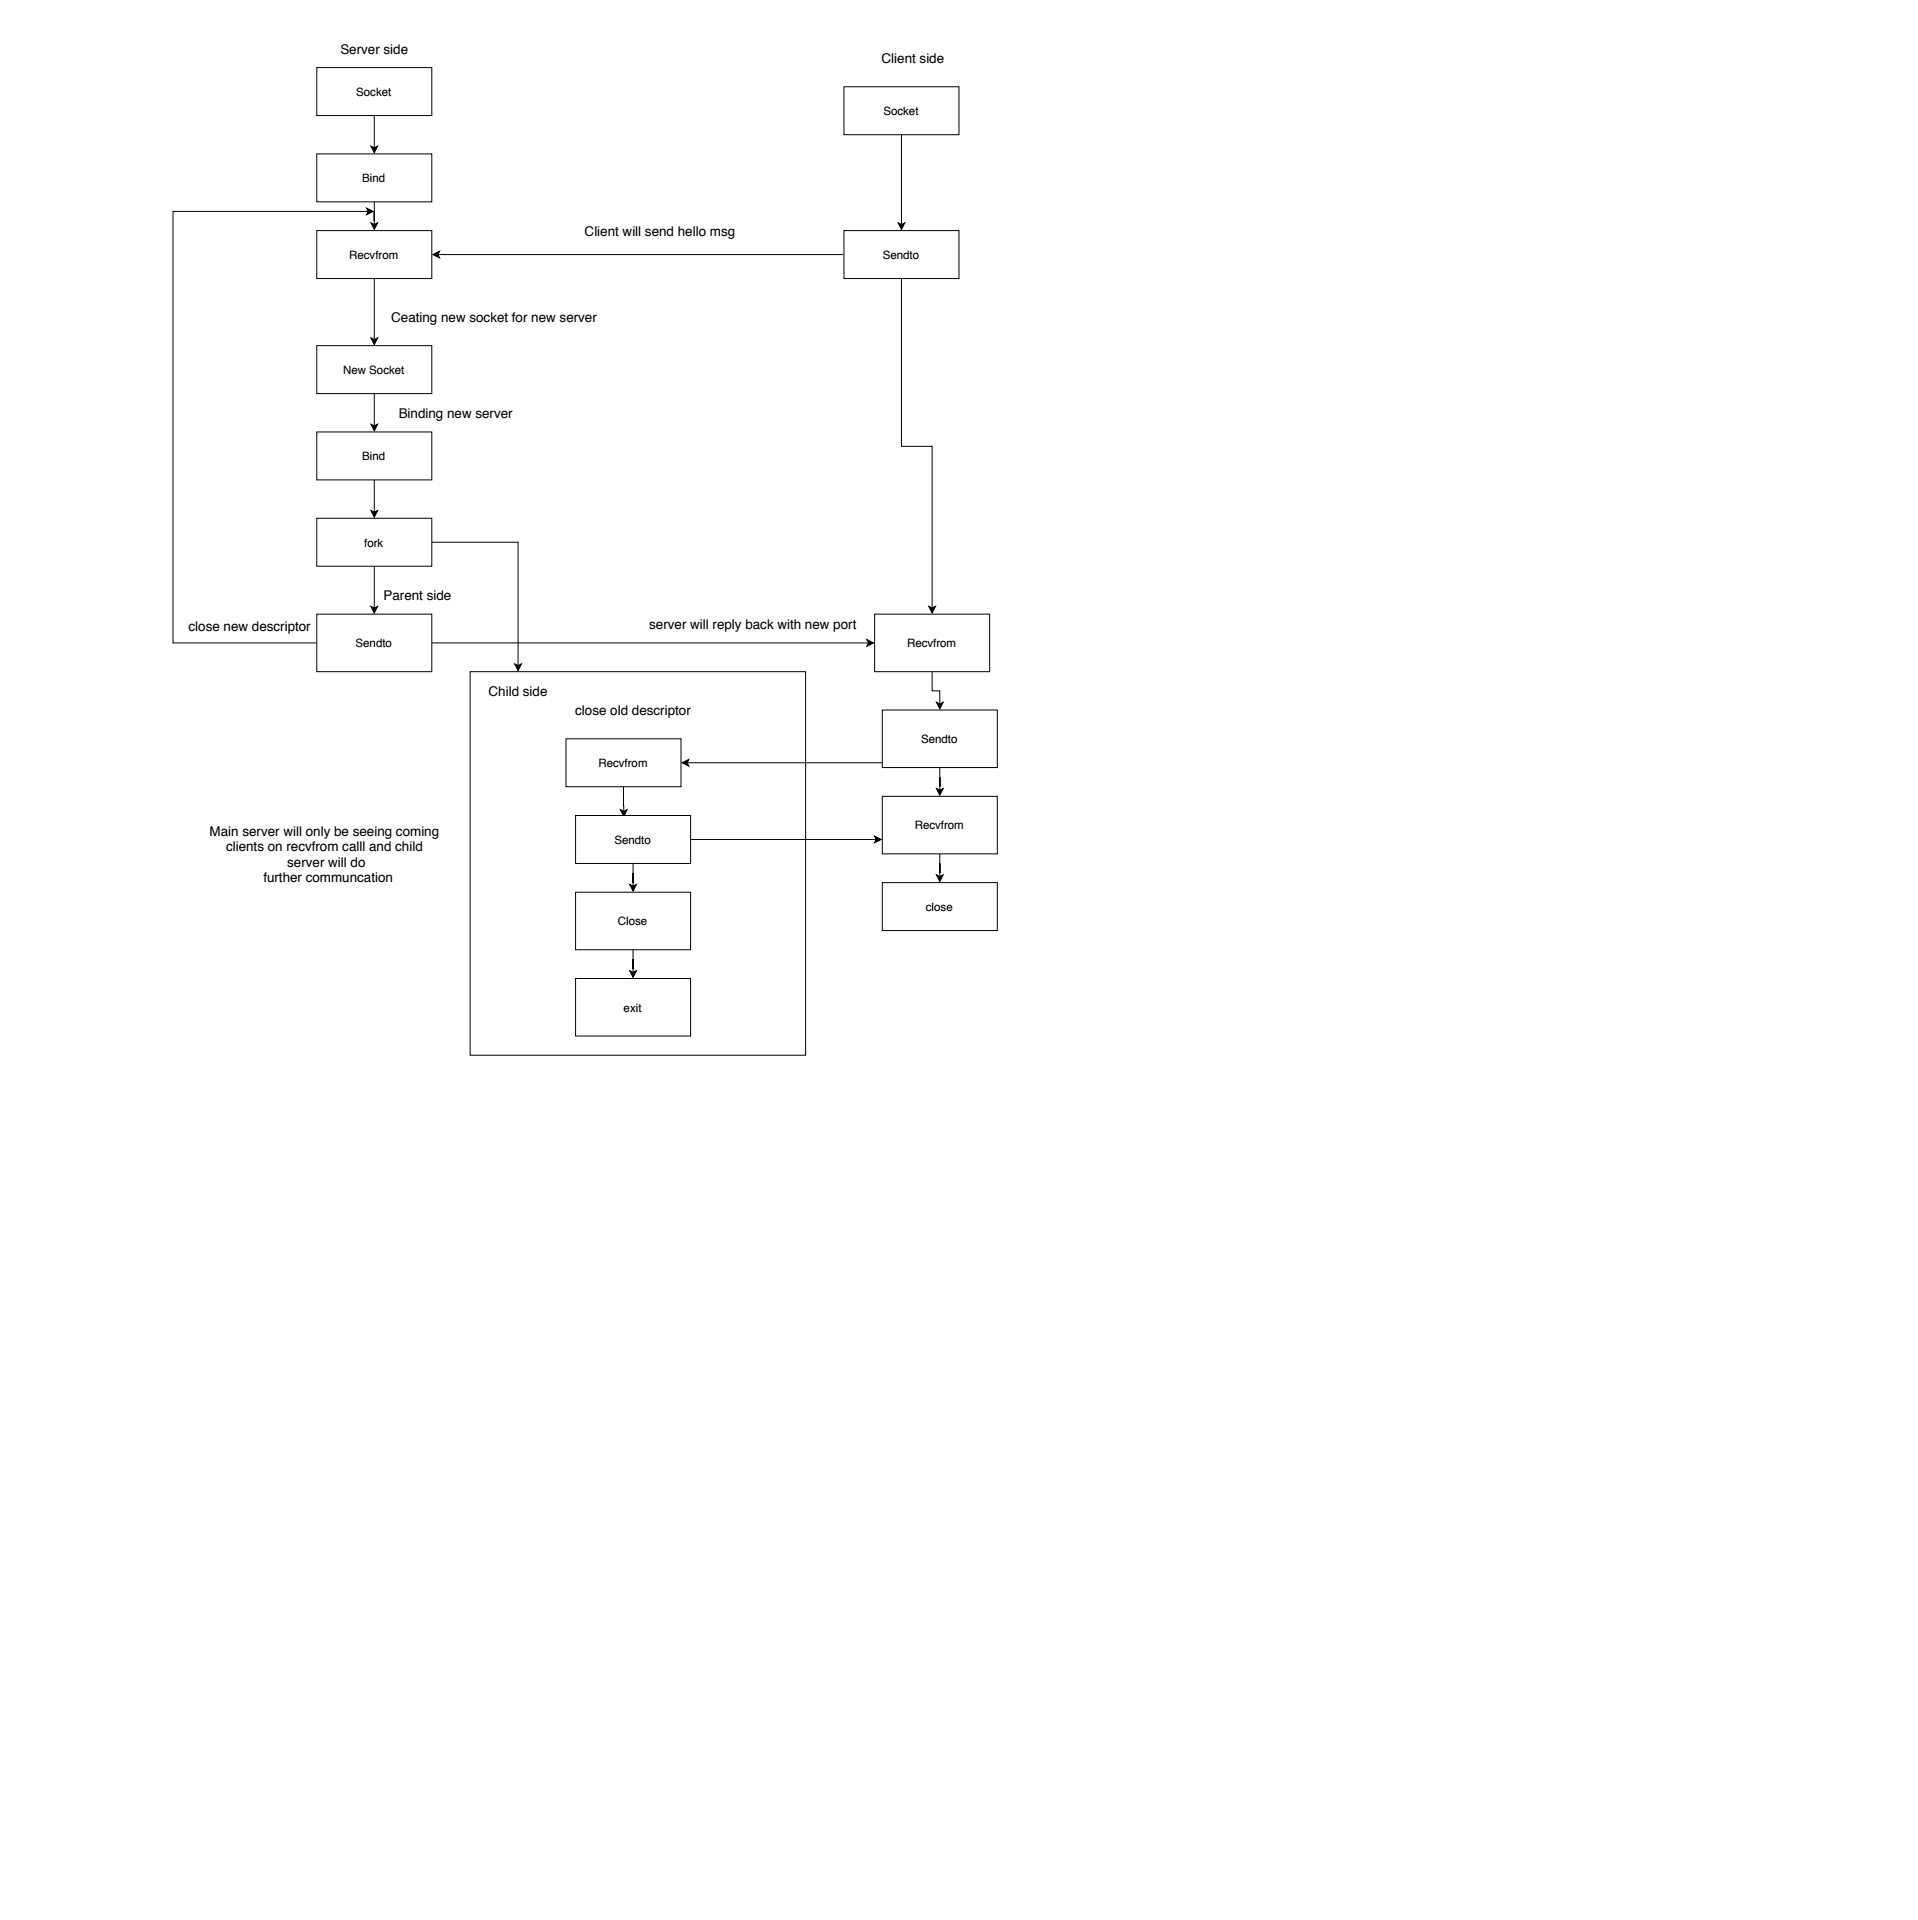 Server side
Client side
Socket
Socket
Bind
Client will send hello msg
Recvfrom
Sendto
Ceating new socket for new server
New Socket
Binding new server
Bind
fork
Parent side
close new descriptor
Sendto
server will reply back with new port
Recvfrom
Child side
close old descriptor
Sendto
Recvfrom
Recvfrom
Sendto
Main server will only be seeing coming
clients on recvfrom calll and child
server will do
further communcation
close
Close
exit